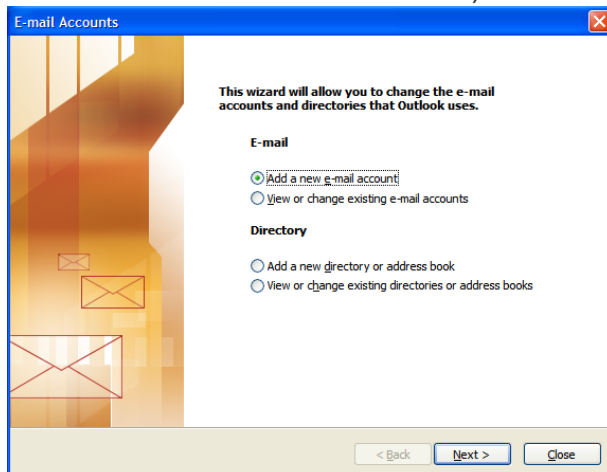 E-mail Accounts
This wizard will allow you to change the e-mail
accounts and directories that Outlook uses.
E-mail
Add a new e-mail account
View or change existing e-mail accounts
Directory
Add a new directory or address book
View or change existing directories or address books
< Back
Next >
Close